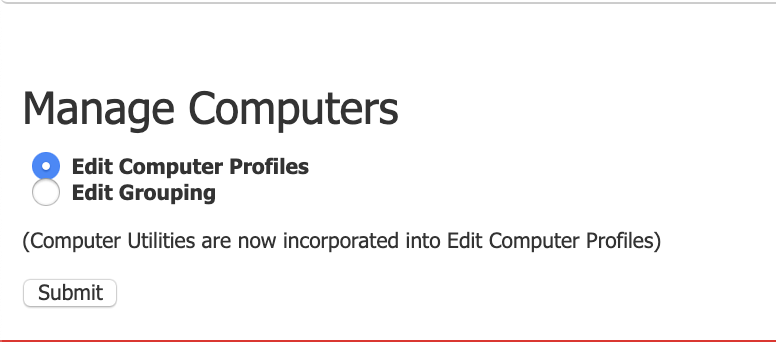 Manage Computers
Edit Computer Profiles
Edit Grouping
(Computer Utilities are now incorporated into Edit Computer Profiles)
Submit